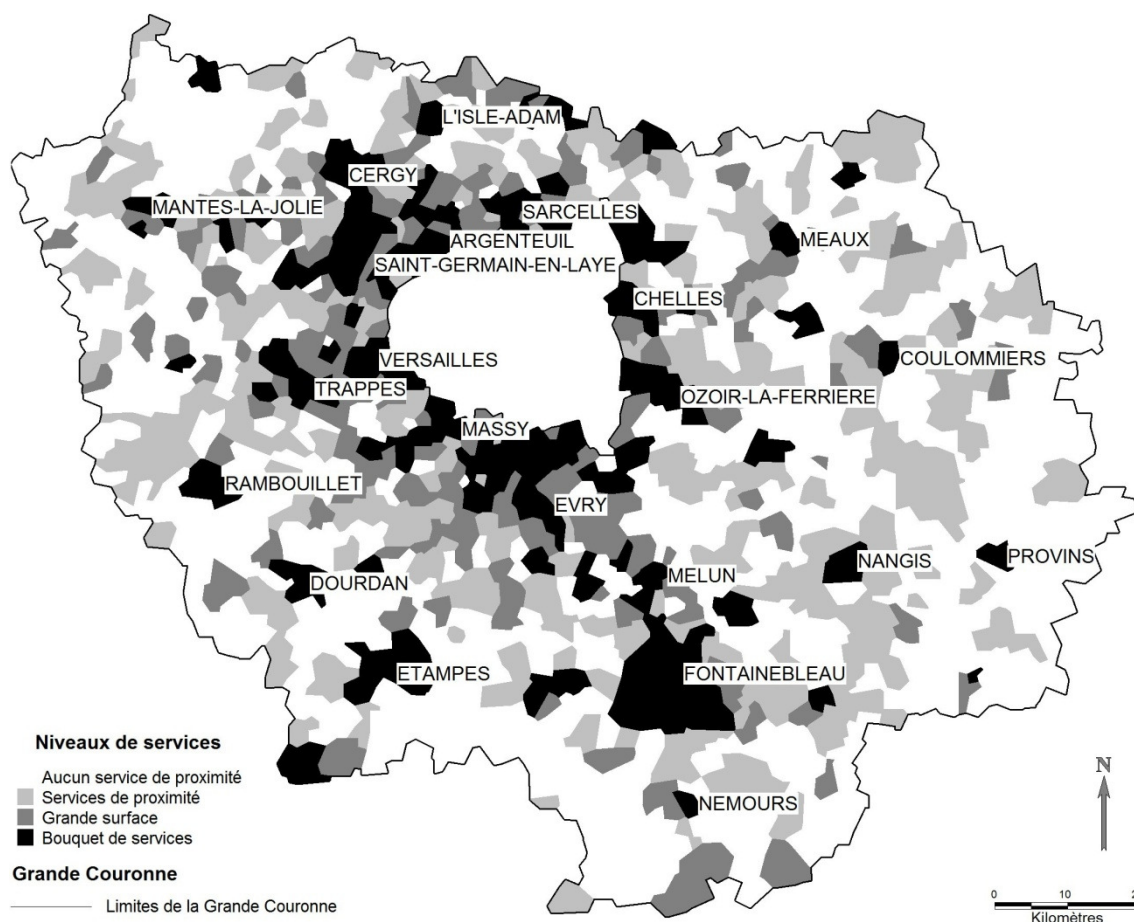 L'ISLE-ADAM
CERGY
MANTES-LA-JOLIE
SARCELLES
ARGENTEUIL
MEAUX
SAINT-GERMAIN-EN-LAYE
CHELLES
VERSAILLES
COULOMMIERS
TRAPPES
OZOIR-LA-FERRIERE
MASSY
RAMBOUILLET
EVRY
DOURDAN
MELUN
NANGIS
PROVINS
ETAMPES
FONTAINEBLEAU
NEMOURS
Niveaux de services
Aucun service de proximité
Services de proximité
Grande surface
Bouquet de services
Grande Couronne
Limites de la Grande Couronne
N
0 10
Kilomètres